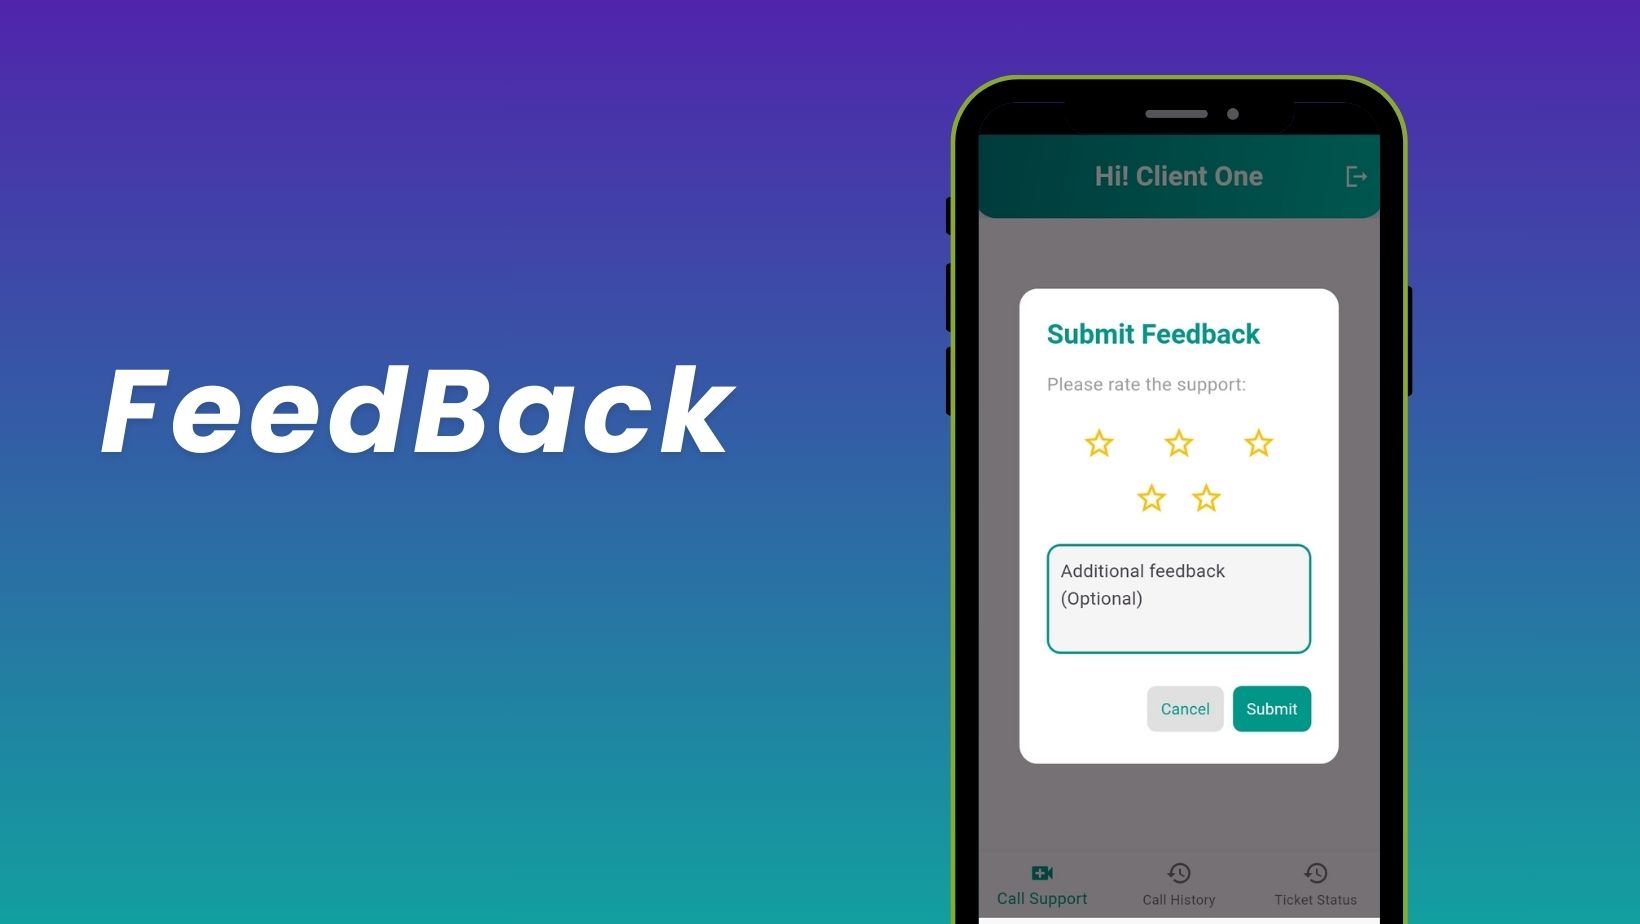 FeedBack
Hi! Client One
Submit Feedback
Please rate the support:
Additional feedback
(Optional)
Cancel Submit
Call Support Call History Ticket Status